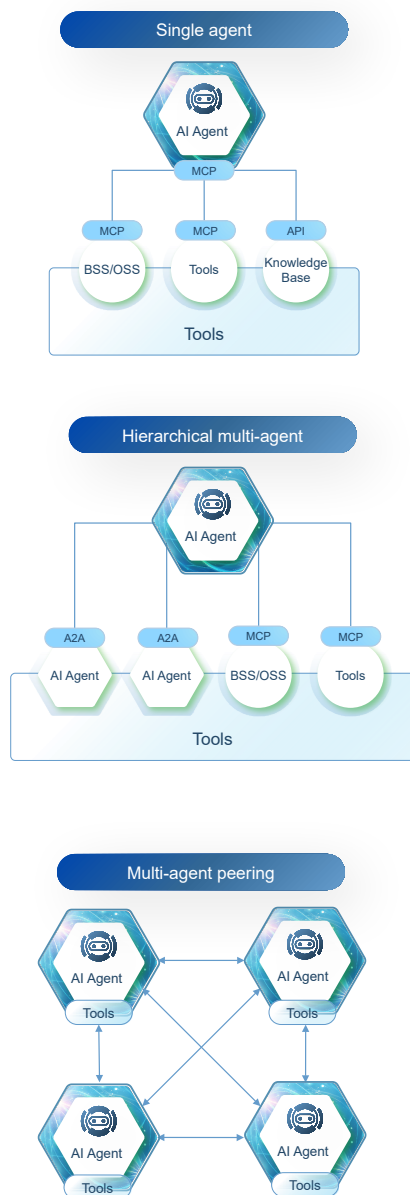 Single agent
AI Agent
MCP
MCP
MCP
API
BSS/OSS
Tools
Knowledge
Base
Tools
Hierarchical multi-agent
AI Agent
A2A
A2A
MCP
MCP
AI Agent
AI Agent
BSS/OSS
Tools
Tools
Multi-agent peering
AI Agent
AI Agent
Tools
Tools
AI Agent
AI Agent
Tools
Tools